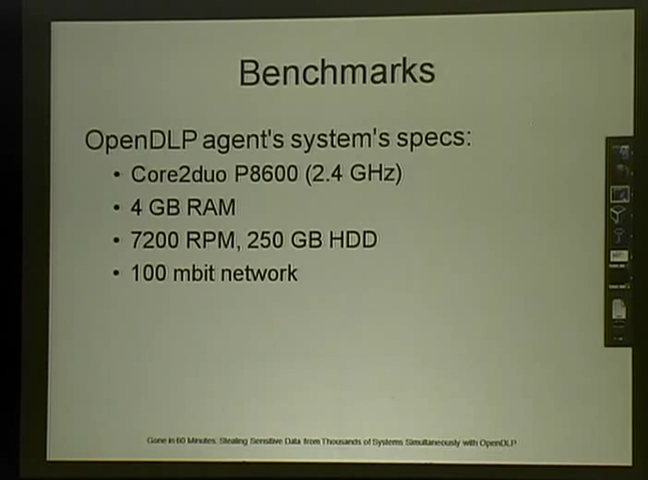 Benchmarks
OpenDLP agent's system's specs:
• Core2duo P8600 (2.4 GHz)
• 4 GB RAM
• 7200 RPM, 250 GB HDD
• 100 mbit network
Gone in 60 Minutes: Stealing Sensitive Data from Thousands of Systems Simultaneously with OpenDLP